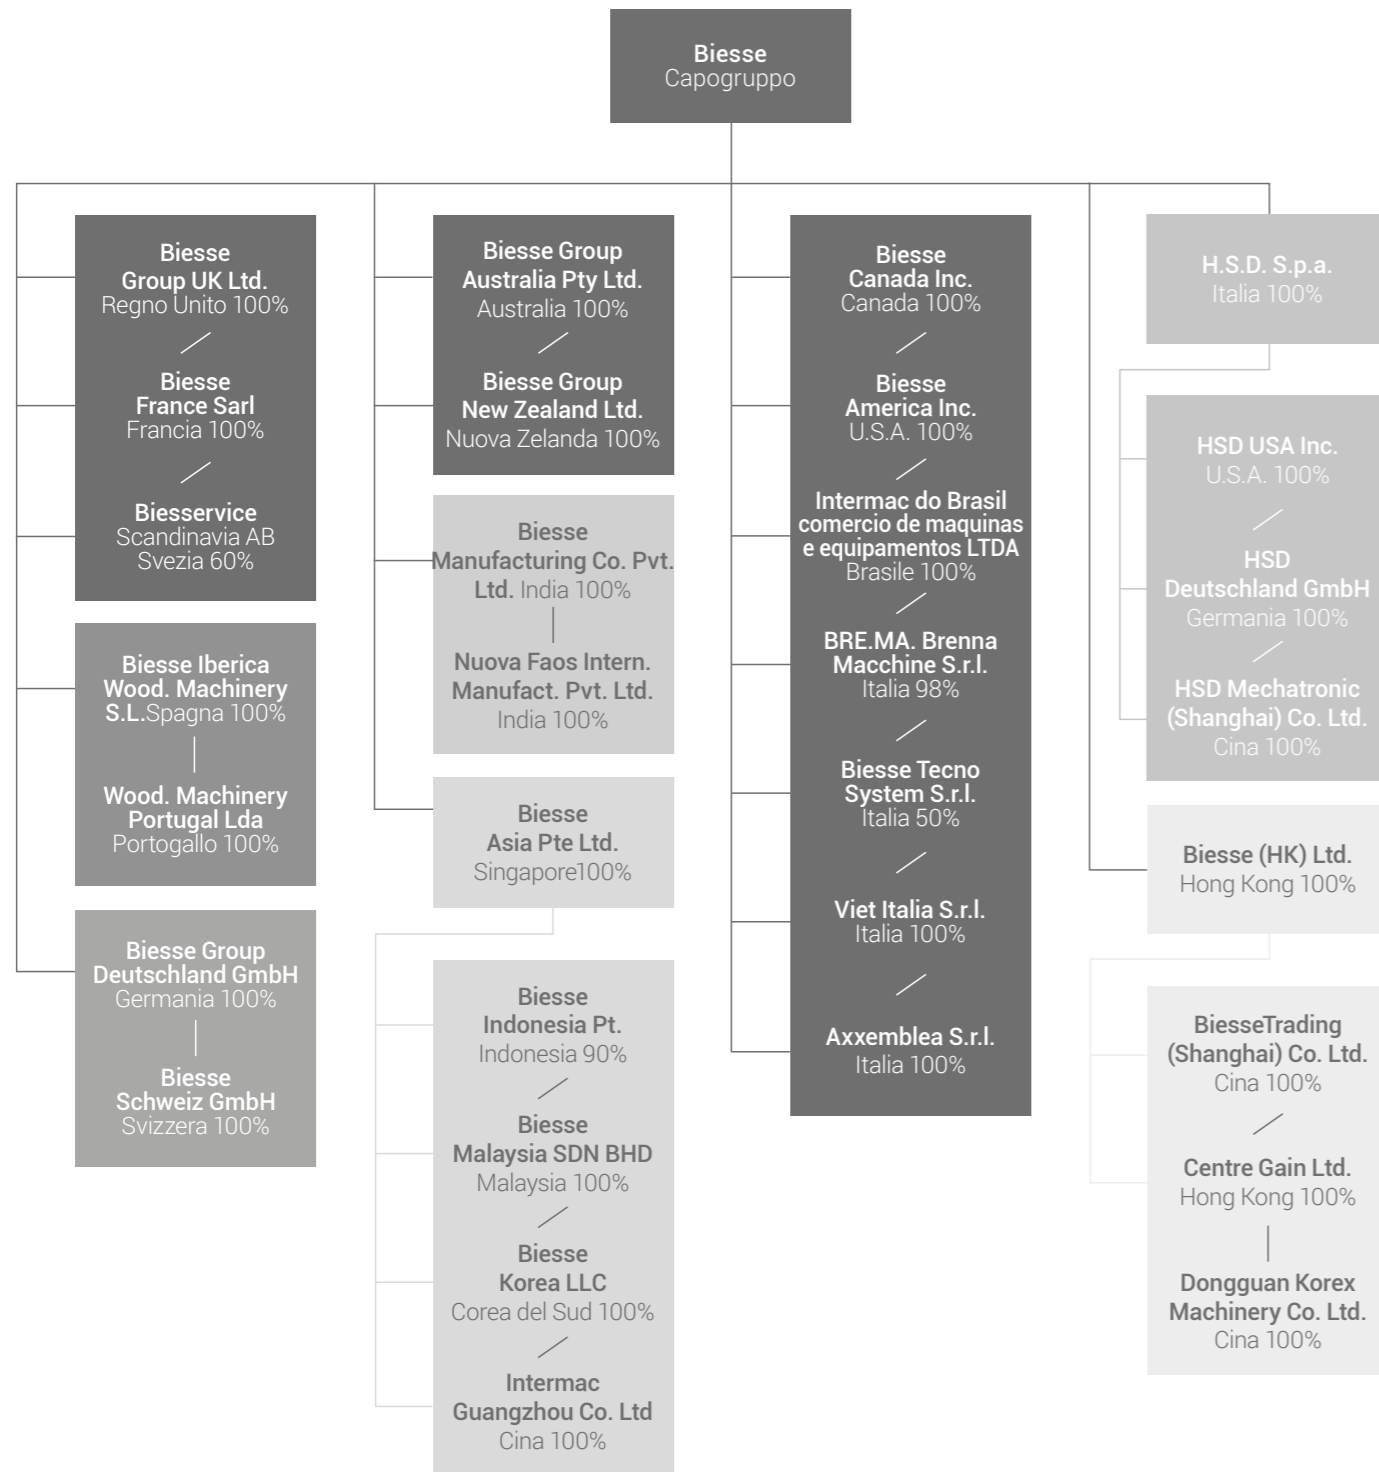 Biesse
Capogruppo
Biesse
Group UK Ltd.
Regno Unito 100%
Biesse
France Sarl
Francia 100%
Biesservice
Scandinavia AB
Svezia 60%
Biesse Iberica
Wood. Machinery
S.L.Spagna 100%
Wood. Machinery
Portugal Lda
Portogallo 100%
Biesse Group
Deutschland GmbH
Germania 100%
Biesse
Schweiz GmbH
Svizzera 100%
Biesse Group
Australia Pty Ltd.
Australia 100%
Biesse Group
New Zealand Ltd.
Nuova Zelanda 100%
Biesse
Manufacturing Co. Pvt.
Ltd. India 100%
Nuova Faos Intern.
Manufact. Pvt. Ltd.
India 100%
Biesse
Asia Pte Ltd.
Singapore100%
Biesse
Indonesia Pt.
Indonesia 90%
Biesse
Malaysia SDN BHD
Malaysia 100%
Biesse
Korea LLC
Corea del Sud 100%
Intermac
Guangzhou Co. Ltd
Cina 100%
Biesse
Canada Inc.
Canada 100%
Biesse
America Inc.
U.S.A. 100%
Intermac do Brasil
comercio de maquinas
e equipamentos LTDA
Brasile 100%
BRE.MA. Brenna
Macchine S.r.l.
Italia 98%
Biesse Tecno
System S.r.l.
Italia 50%
Viet Italia S.r.l.
Italia 100%
Axxemblea S.r.l.
Italia 100%
H.S.D. S.p.a.
Italia 100%
HSD USA Inc.
U.S.A. 100%
HSD
Deutschland GmbH
Germania 100%
HSD Mechatronic
(Shanghai) Co. Ltd.
Cina 100%
Biesse (HK) Ltd.
Hong Kong 100%
BiesseTrading
(Shanghai) Co. Ltd.
Cina 100%
Centre Gain Ltd.
Hong Kong 100%
Dongguan Korex
Machinery Co. Ltd.
Cina 100%